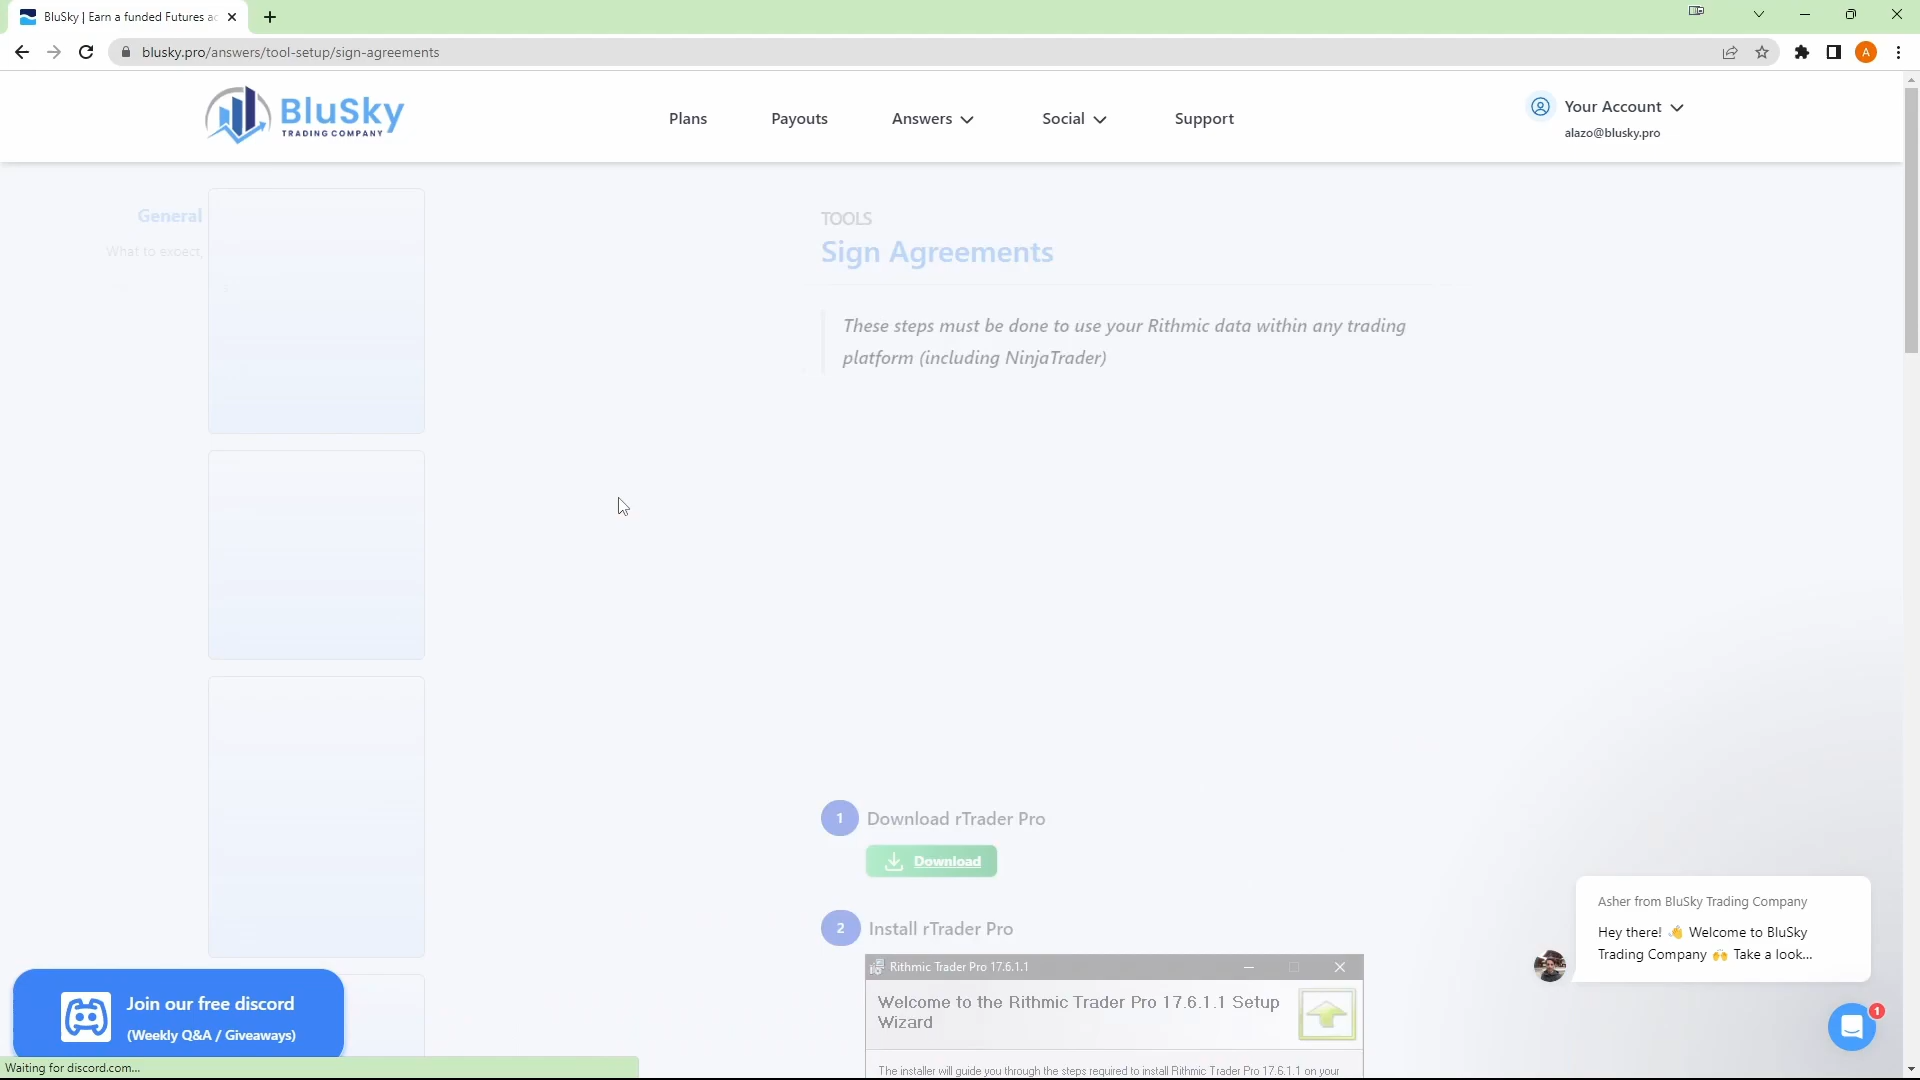 BluSky | Earn a funded Futures ac
blusky.pro/answers/tool-setup/sign-agreements
A
BluSky
TRADING COMPANY
Plans
Payouts
Answers
Social
Support
Your Account
alazo@blusky.pro
General
What to expect,
TOOLS
Sign Agreements
These steps must be done to use your Rithmic data within any trading
platform (including NinjaTrader)
1 Download rTrader Pro
Download
2 Install rTrader Pro
Rithmic Trader Pro 17.6.1.1
Welcome to the Rithmic Trader Pro 17.6.1.1 Setup
Wizard
The installer will guide you through the steps required to install Rithmic Trader Pro 17.6.1.1 on your
Asher from BluSky Trading Company
Hey there! 👋 Welcome to BluSky
Trading Company 🙌 Take a look...
1
Join our free discord
(Weekly Q&A / Giveaways)
Waiting for discord.com...